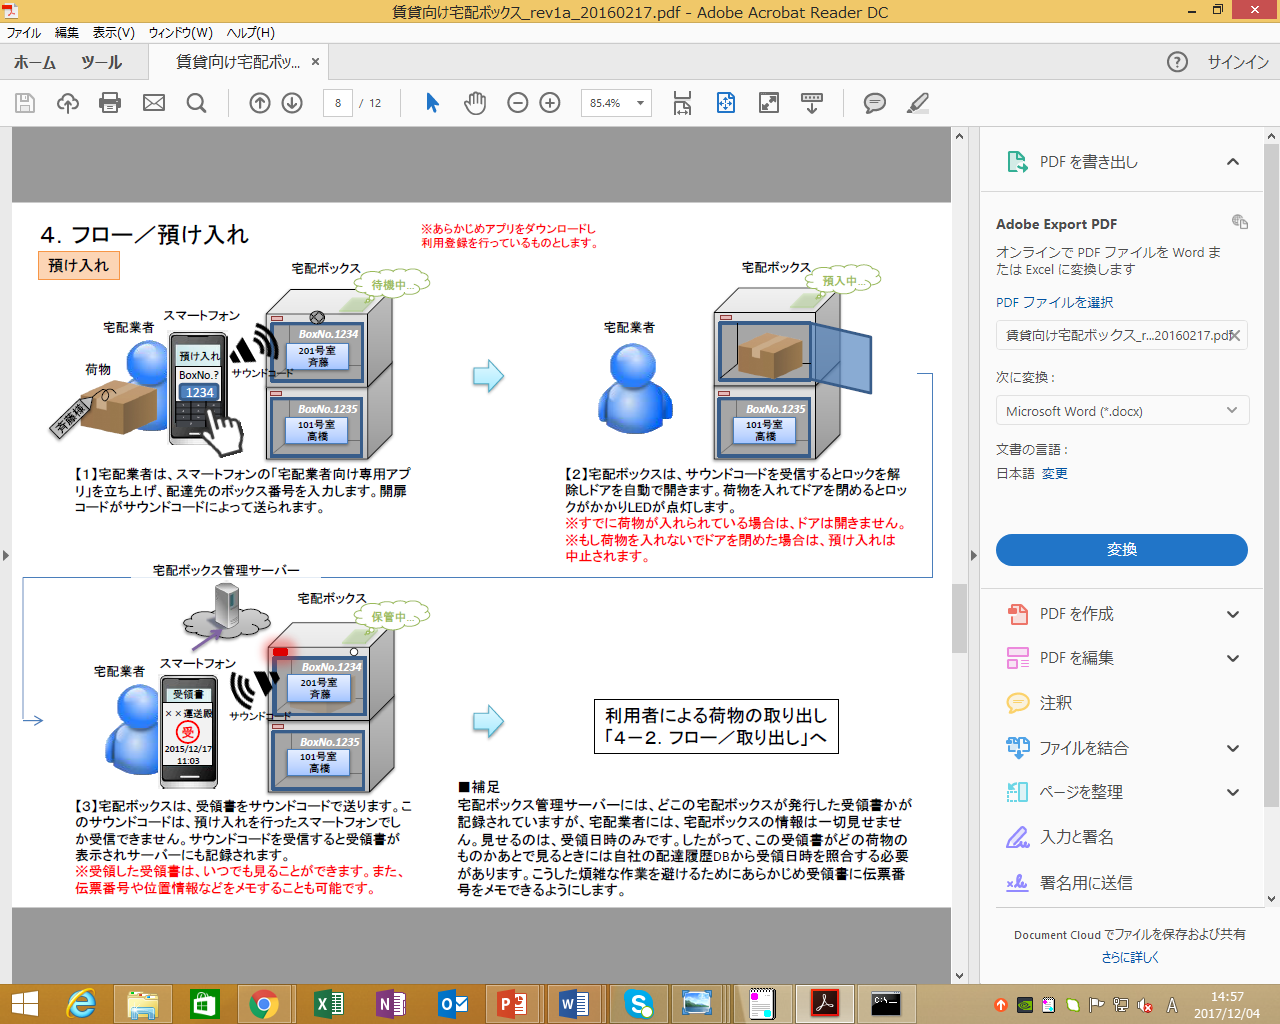 賃貸向け宅配ボックス_rev1a_20160217.pdf - Adobe Acrobat Reader DC
ファイル 編集 表示(V) ウィンドウ(W) ヘルプ(H)
ホーム ツール 賃貸向け宅配ボッ... × サインイン
8 / 12 85.4%
4. フロー／預け入れ
※あらかじめアプリをダウンロードし
利用登録を行っているものとします。
預け入れ
宅配ボックス
待機中...
スマートフォン
宅配業者
荷物
斉藤様
預け入れ
BoxNo.?
1234
サウンドコード
BoxNo.1234
201号室
斉藤
BoxNo.1235
101号室
高橋
【1】宅配業者は、スマートフォンの「宅配業者向け専用アプ
リ」を立ち上げ、配達先のボックス番号を入力します。開扉
コードがサウンドコードによって送られます。
宅配ボックス
預入中...
宅配業者
BoxNo.1235
101号室
高橋
【2】宅配ボックスは、サウンドコードを受信するとロックを解
除しドアを自動で開きます。荷物を入れてドアを閉めるとロッ
クがかかりLEDが点灯します。
※すでに荷物が入れられている場合は、ドアは開きません。
※もし荷物を入れないでドアを閉めた場合は、預け入れは
中止されます。
宅配ボックス管理サーバー
宅配ボックス
保管中...
スマートフォン
宅配業者
受領書
××運送殿
受
2015/12/17
11:03
サウンドコード
BoxNo.1234
201号室
斉藤
BoxNo.1235
101号室
高橋
【3】宅配ボックスは、受領書をサウンドコードで送ります。こ
のサウンドコードは、預け入れを行ったスマートフォンでし
か受信できません。サウンドコードを受信すると受領書が
表示されサーバーにも記録されます。
※受領した受領書は、いつでも見ることができます。また、
伝票番号や位置情報などをメモすることも可能です。
利用者による荷物の取り出し
「4－2. フロー／取り出し」へ
■補足
宅配ボックス管理サーバーには、どこの宅配ボックスが発行した受領書かが
記録されていますが、宅配業者には、宅配ボックスの情報は一切見せませ
ん。見せるのは、受領日時のみです。したがって、この受領書がどの荷物の
ものかあとで見るときには自社の配達履歴DBから受領日時を照合する必要
があります。こうした煩雑な作業を避けるためにあらかじめ受領書に伝票番
号をメモできるようにします。
PDF を書き出し
Adobe Export PDF
オンラインで PDF ファイルを Word ま
たは Excel に変換します
PDF ファイルを選択
賃貸向け宅配ボックス_r...20160217.pdf
次に変換 :
Microsoft Word (*.docx)
文書の言語 :
日本語 変更
変換
PDF を作成
PDF を編集
注釈
ファイルを結合
ページを整理
入力と署名
署名用に送信
Document Cloud でファイルを保存および共有
さらに詳しく
A
14:57
2017/12/04